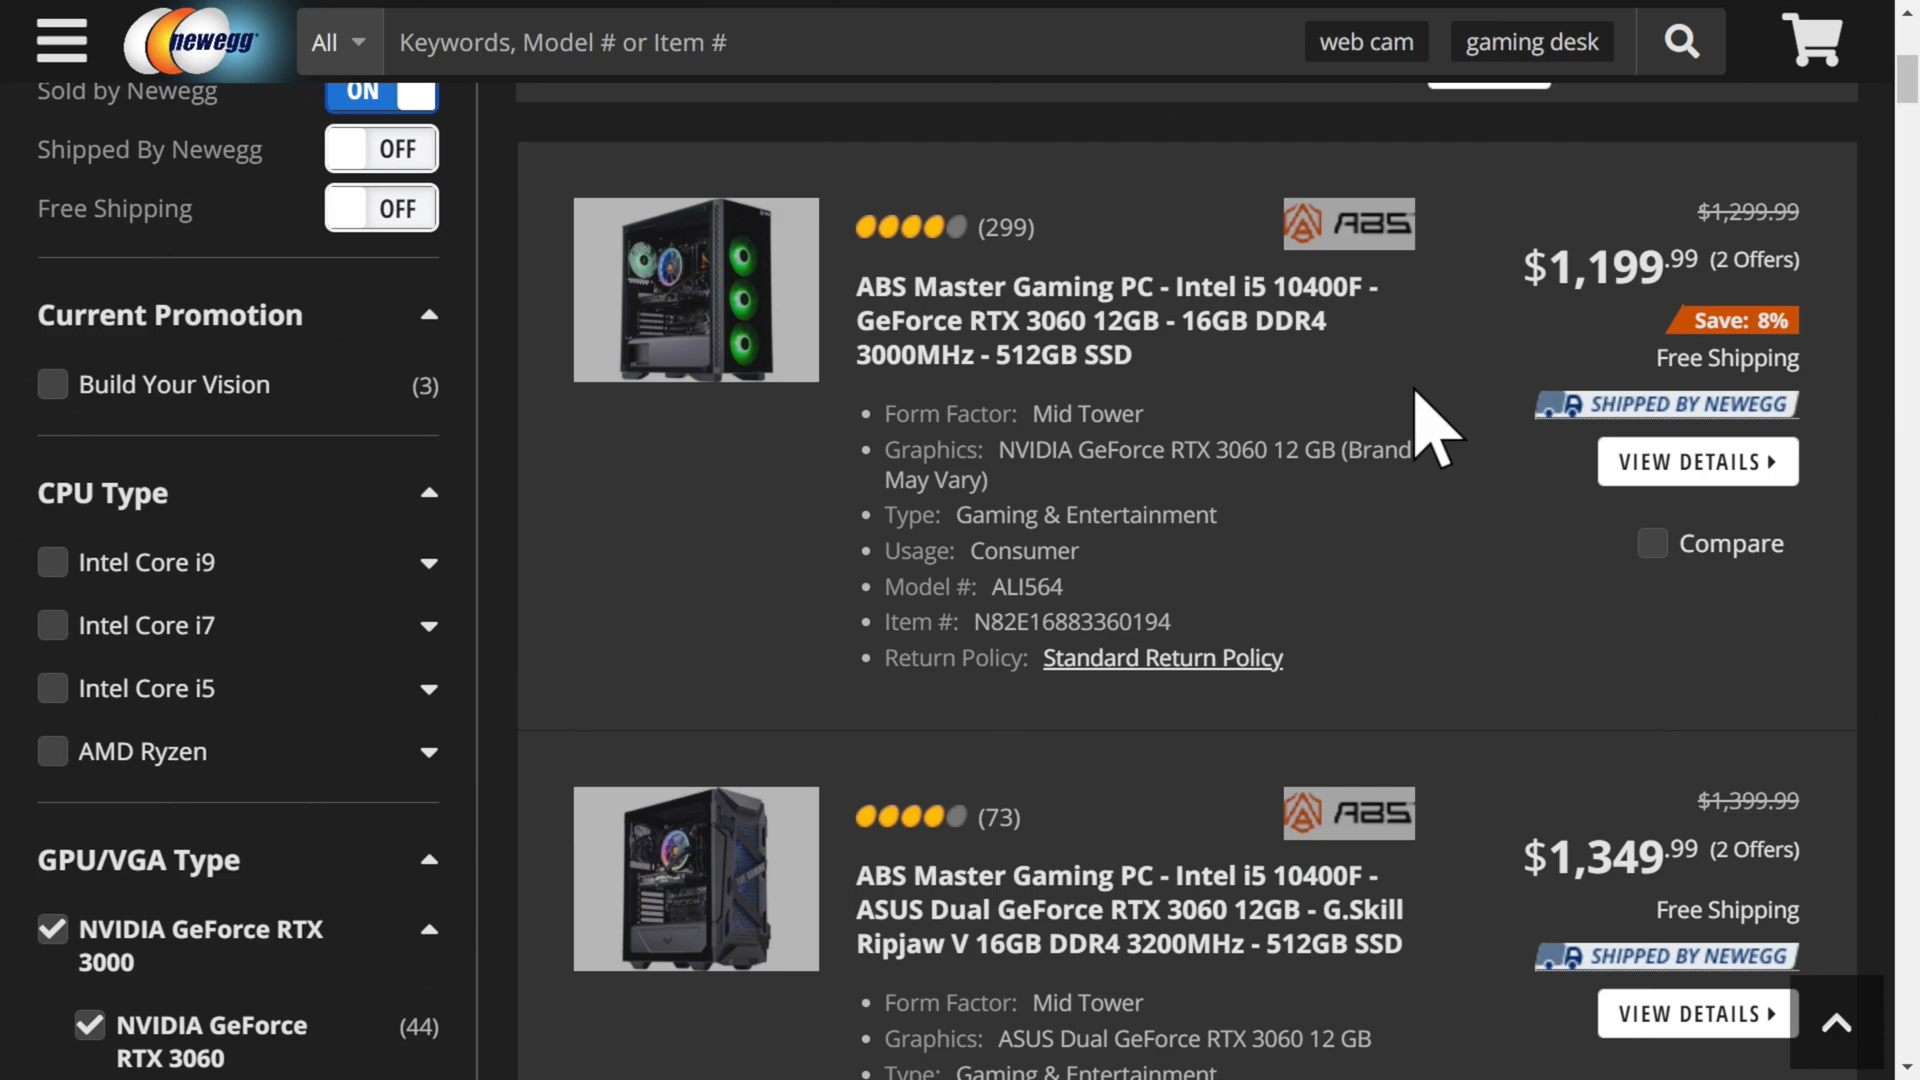 newegg
All
Keywords, Model # or Item #
web cam
gaming desk
Sold by Newegg
ON
Shipped By Newegg
OFF
Free Shipping
OFF
Current Promotion
Build Your Vision
(3)
CPU Type
Intel Core i9
Intel Core i7
Intel Core i5
AMD Ryzen
GPU/VGA Type
NVIDIA GeForce RTX
3000
NVIDIA GeForce
RTX 3060
(44)
(299)
ABS
ABS Master Gaming PC - Intel i5 10400F -
GeForce RTX 3060 12GB - 16GB DDR4
3000MHz - 512GB SSD
Form Factor: Mid Tower
Graphics: NVIDIA GeForce RTX 3060 12 GB (Brand
May Vary)
Type: Gaming & Entertainment
Usage: Consumer
Model #: ALI564
Item #: N82E16883360194
Return Policy: Standard Return Policy
$1,299.99
$1,199.99 (2 Offers)
Save: 8%
Free Shipping
SHIPPED BY NEWEGG
VIEW DETAILS
Compare
(73)
ABS
ABS Master Gaming PC - Intel i5 10400F -
ASUS Dual GeForce RTX 3060 12GB - G.Skill
Ripjaw V 16GB DDR4 3200MHz - 512GB SSD
Form Factor: Mid Tower
Graphics: ASUS Dual GeForce RTX 3060 12 GB
Type: Gaming & Entertainment
$1,399.99
$1,349.99 (2 Offers)
Free Shipping
SHIPPED BY NEWEGG
VIEW DETAILS